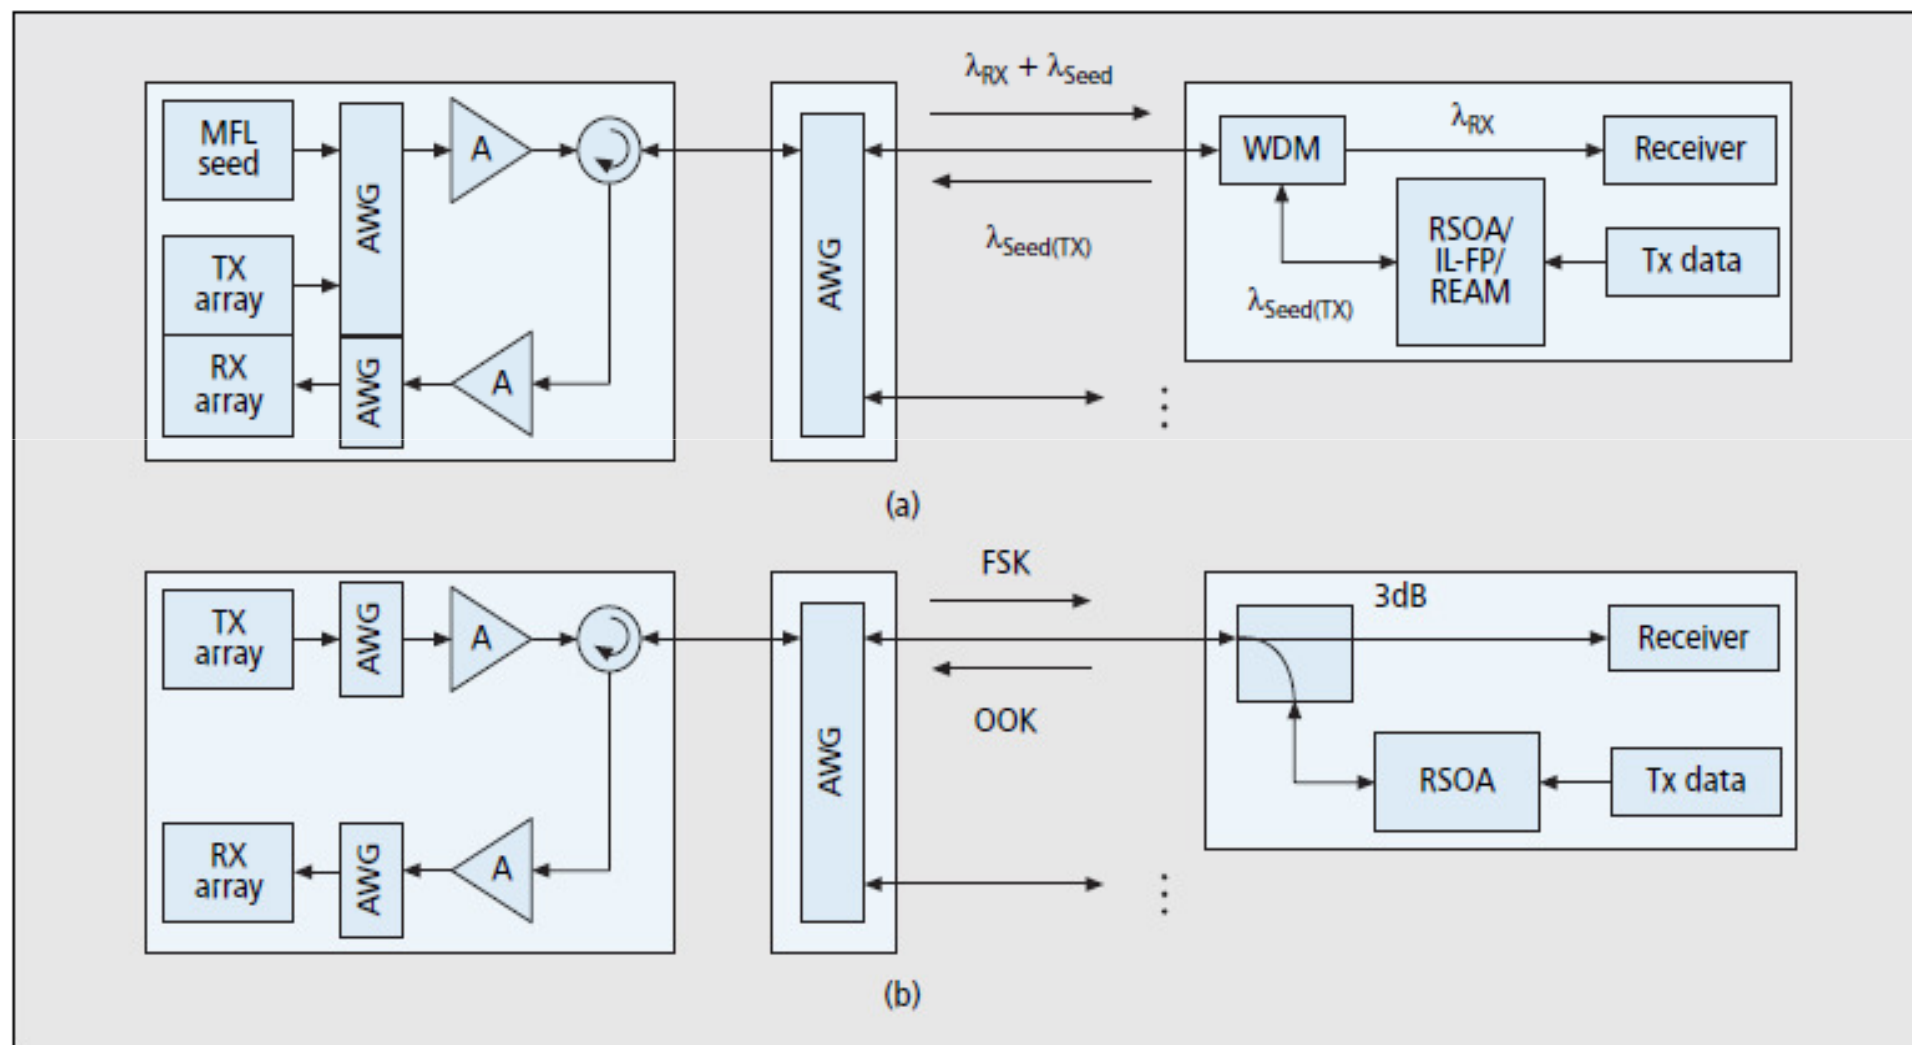 λRX + λSeed
MFL
seed
AWG
A
AWG
WDM
λRX
Receiver
TX
array
λSeed(TX)
RSOA/
IL-FP/
REAM
Tx data
λSeed(TX)
RX
array
AWG
A
(a)
FSK
3dB
TX
array
AWG
A
AWG
Receiver
OOK
RSOA
Tx data
RX
array
AWG
A
(b)